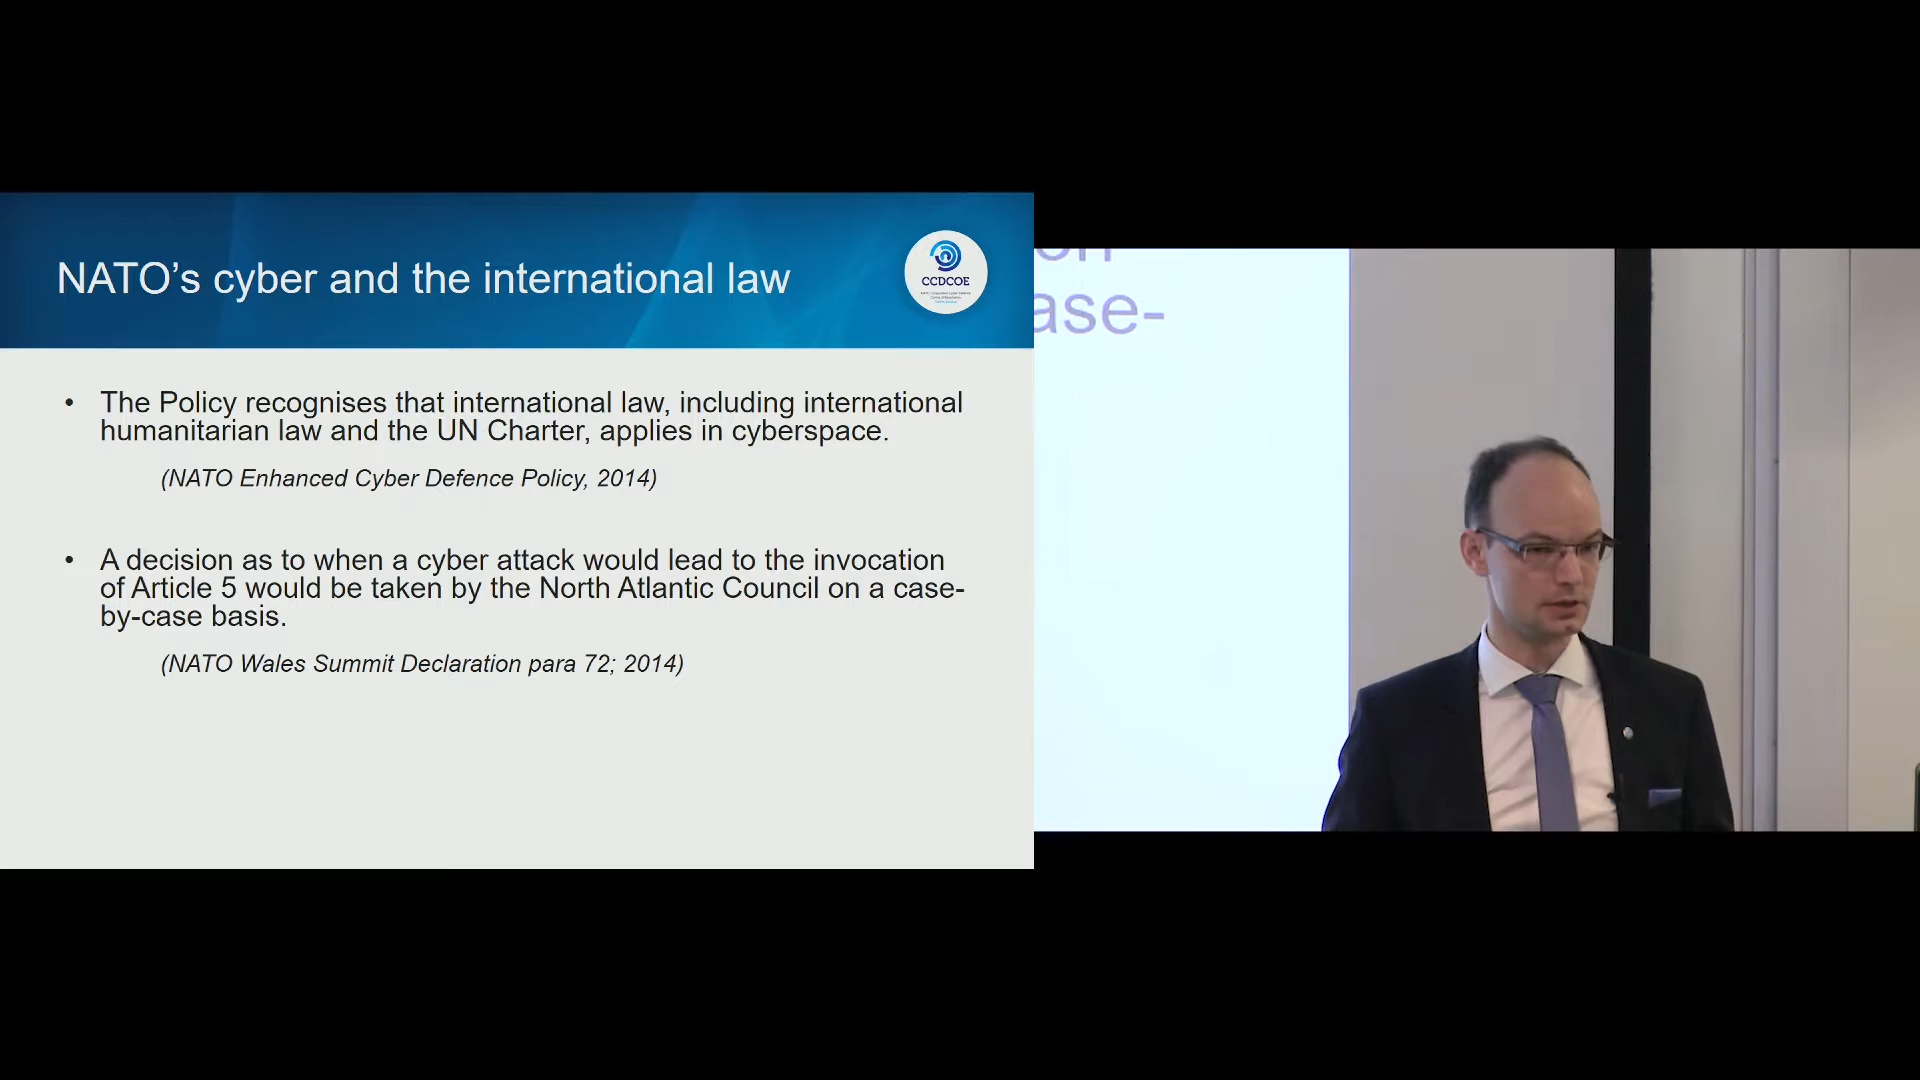 NATO’s cyber and the international law
CCDCOE
• The Policy recognises that international law, including international
humanitarian law and the UN Charter, applies in cyberspace.
(NATO Enhanced Cyber Defence Policy, 2014)
• A decision as to when a cyber attack would lead to the invocation
of Article 5 would be taken by the North Atlantic Council on a case-
by-case basis.
(NATO Wales Summit Declaration para 72; 2014)
on
ase-